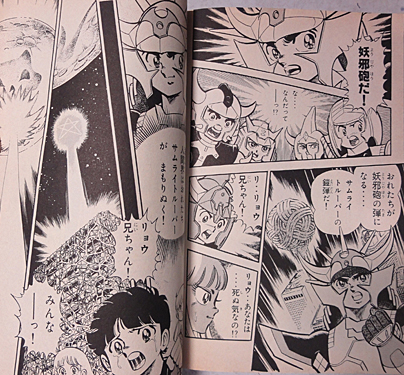 妖邪砲だ!
な‥‥
なんだって
——っ!?
おれたちが
妖邪砲の弾に
なる‥‥
サムライ
トルーパーの
鎧弾だ!
リ‥リョウ
兄ちゃん!
リョウ‥あなたは
‥‥死ぬ気なの!?
サムライトルーパー
が まもりぬく!
リョウ
兄ちゃん!
みんな
——っ!